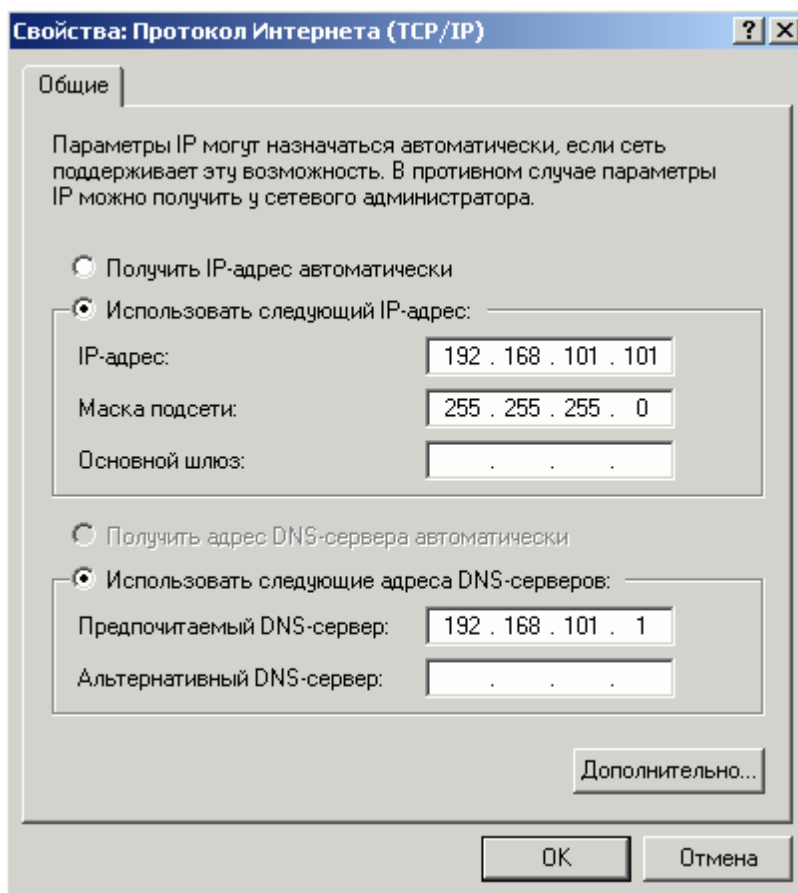 Свойства: Протокол Интернета (TCP/IP)
Общие
Параметры IP могут назначаться автоматически, если сеть
поддерживает эту возможность. В противном случае параметры
IP можно получить у сетевого администратора.
Получить IP-адрес автоматически
Использовать следующий IP-адрес:
IP-адрес: 192 . 168 . 101 . 101
Маска подсети: 255 . 255 . 255 . 0
Основной шлюз: . . .
Получить адрес DNS-сервера автоматически
Использовать следующие адреса DNS-серверов:
Предпочитаемый DNS-сервер: 192 . 168 . 101 . 1
Альтернативный DNS-сервер: . . .
Дополнительно...
OK Отмена